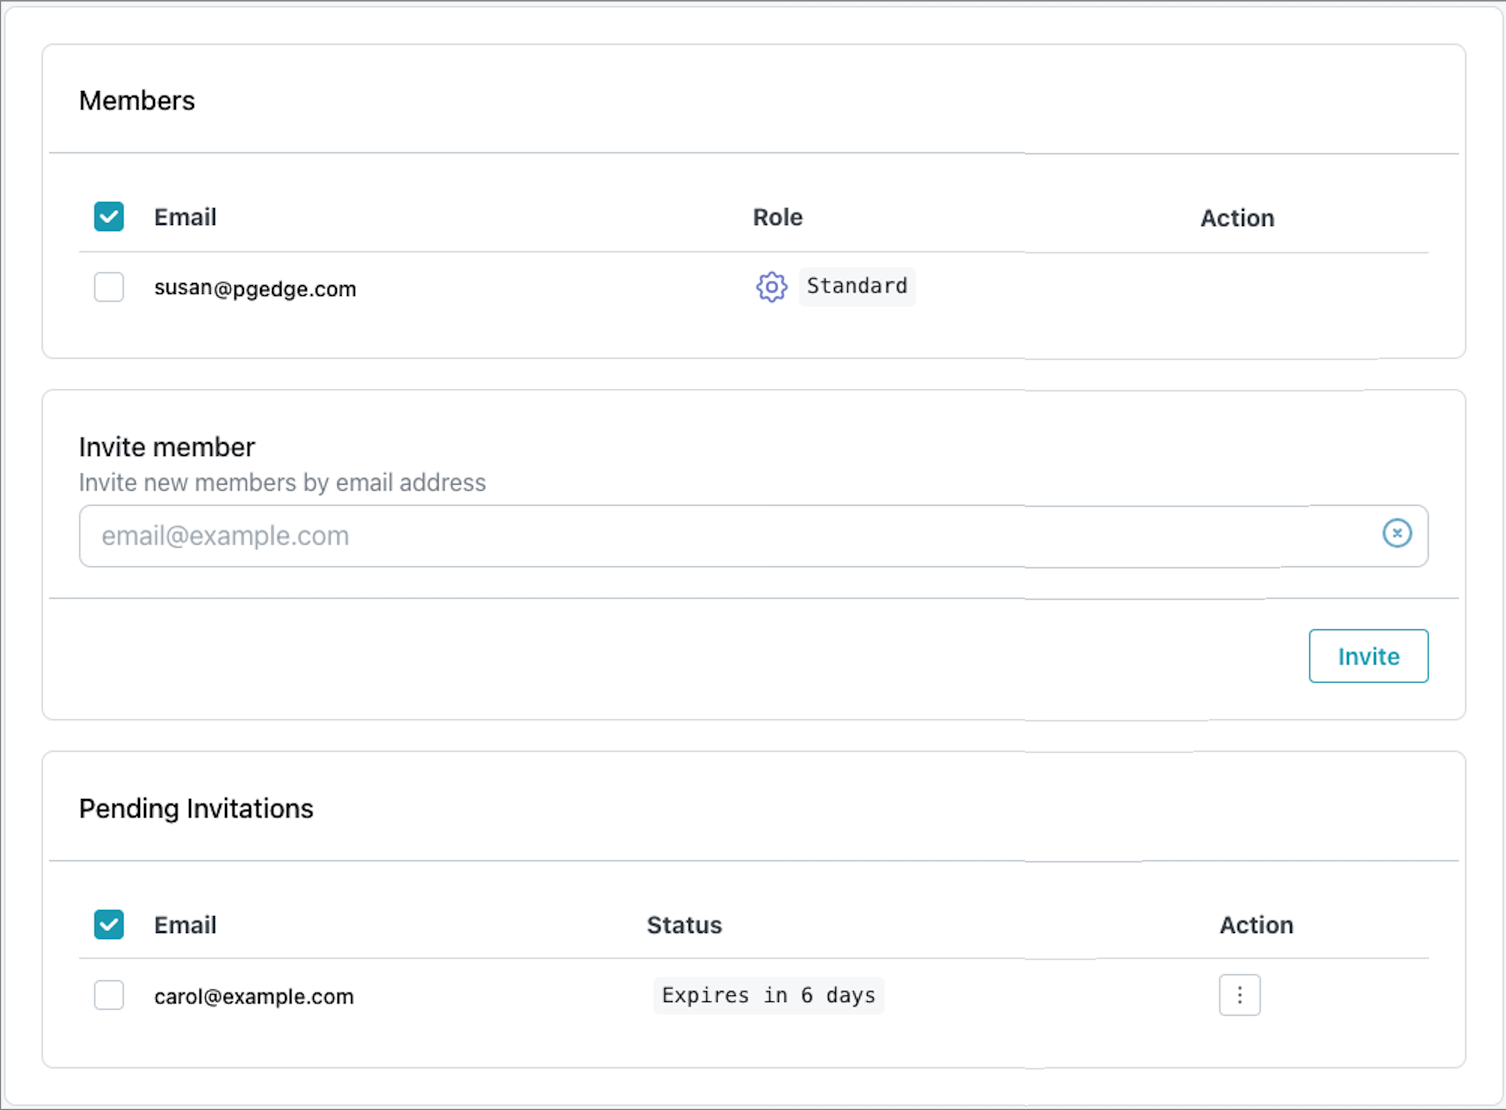 Members
Email Role Action
susan@pgedge.com Standard
Invite member
Invite new members by email address
email@example.com
Invite
Pending Invitations
Email Status Action
carol@example.com Expires in 6 days